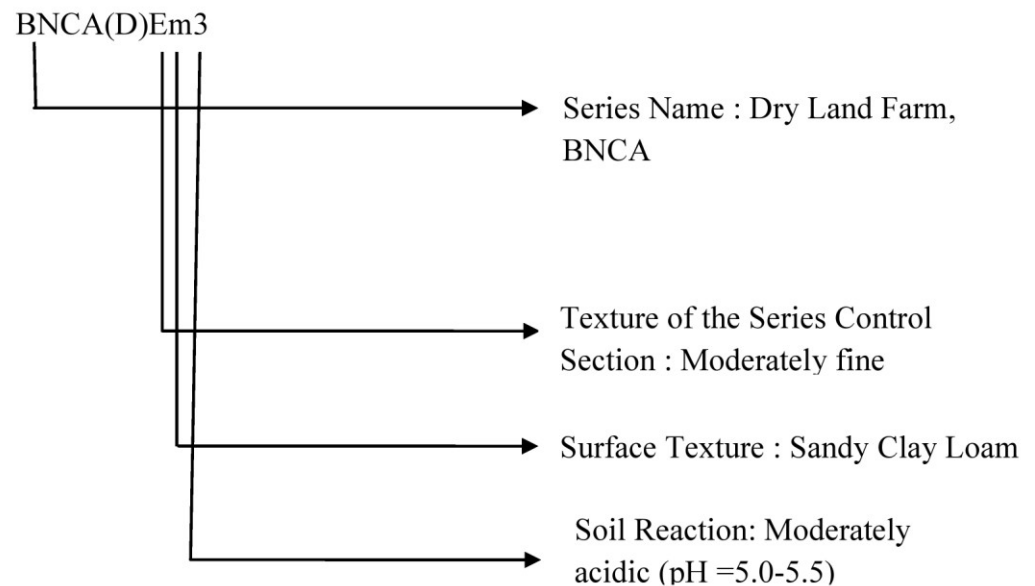 BNCA(D)Em3
Series Name : Dry Land Farm,
BNCA
Texture of the Series Control
Section : Moderately fine
Surface Texture : Sandy Clay Loam
Soil Reaction: Moderately
acidic (pH =5.0-5.5)